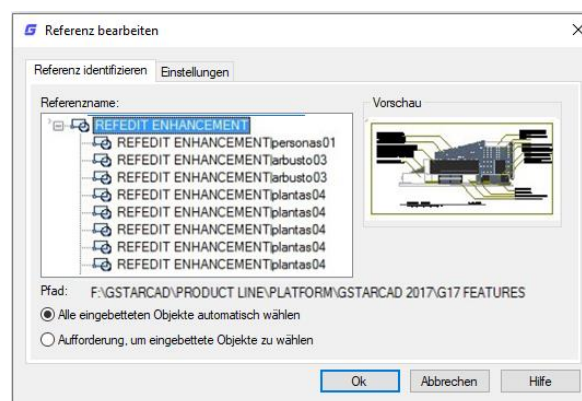 Referenz bearbeiten
Referenz identifizieren Einstellungen
Referenzname:
Vorschau
REFEDIT ENHANCEMENT
REFEDIT ENHANCEMENT|personas01
REFEDIT ENHANCEMENT|arbusto03
REFEDIT ENHANCEMENT|arbusto03
REFEDIT ENHANCEMENT|plantas04
REFEDIT ENHANCEMENT|plantas04
REFEDIT ENHANCEMENT|plantas04
REFEDIT ENHANCEMENT|plantas04
REFEDIT ENHANCEMENT|plantas04
Pfad: F:\GSTARCAD\PRODUCT LINE\PLATFORM\GSTARCAD 2017\G17 FEATURES
Alle eingebetteten Objekte automatisch wählen
Aufforderung, um eingebettete Objekte zu wählen
Ok Abbrechen Hilfe